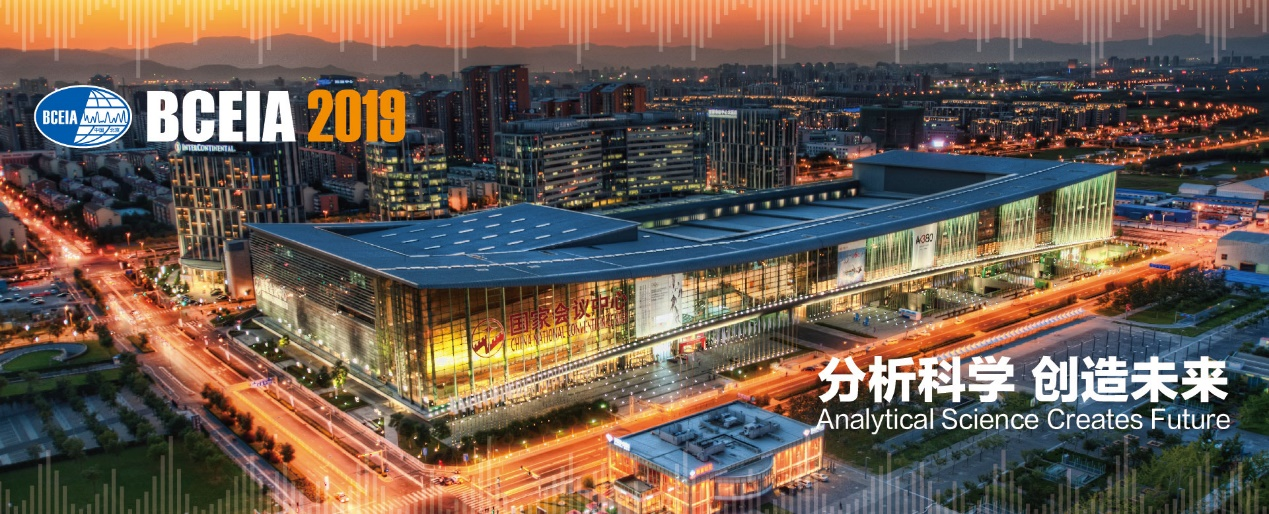 BCEIA
BCEIA 2019
INTERCONTINENTAL
国家会议中心
CHINA NATIONAL CONVENTION CENTER
A380
分析科学 创造未来
Analytical Science Creates Future